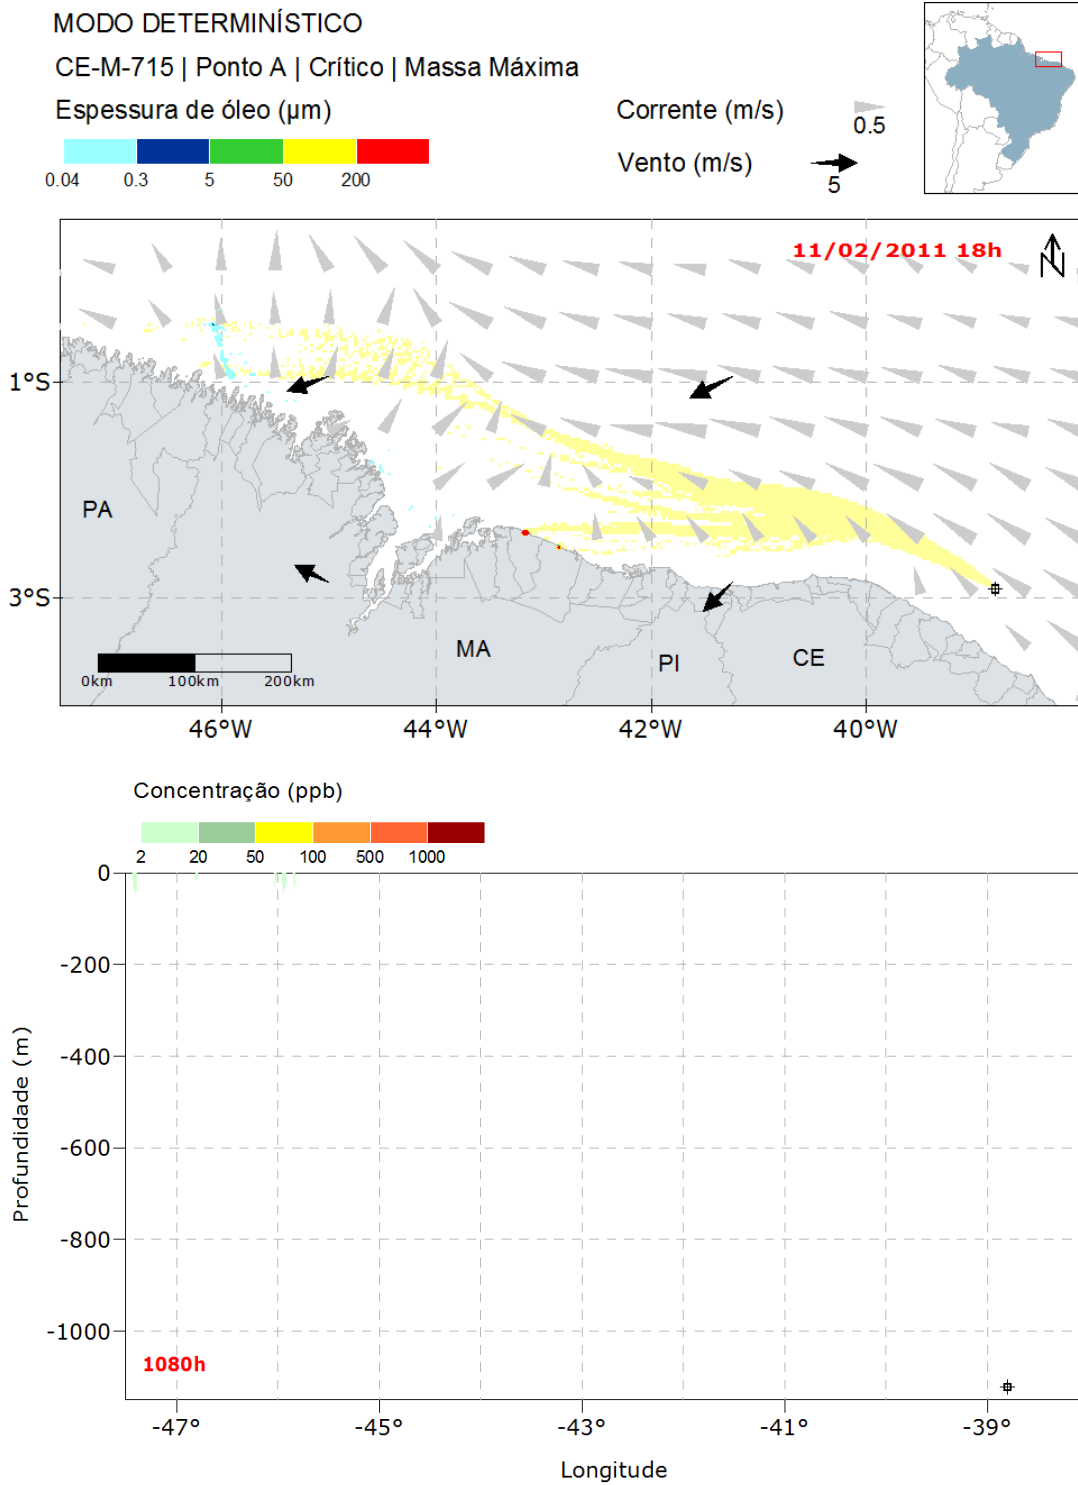 MODO DETERMINÍSTICO
CE-M-715 | Ponto A | Crítico | Massa Máxima
Espessura de óleo (μm)
0.04 0.3 5 50 200
Corrente (m/s)
0.5
Vento (m/s)
5
11/02/2011 18h
N
1°S
3°S
PA
MA
PI
CE
0km 100km 200km
46°W 44°W 42°W 40°W
Concentração (ppb)
2 20 50 100 500 1000
0
-200
-400
-600
-800
-1000
Profundidade (m)
1080h
-47° -45° -43° -41° -39°
Longitude